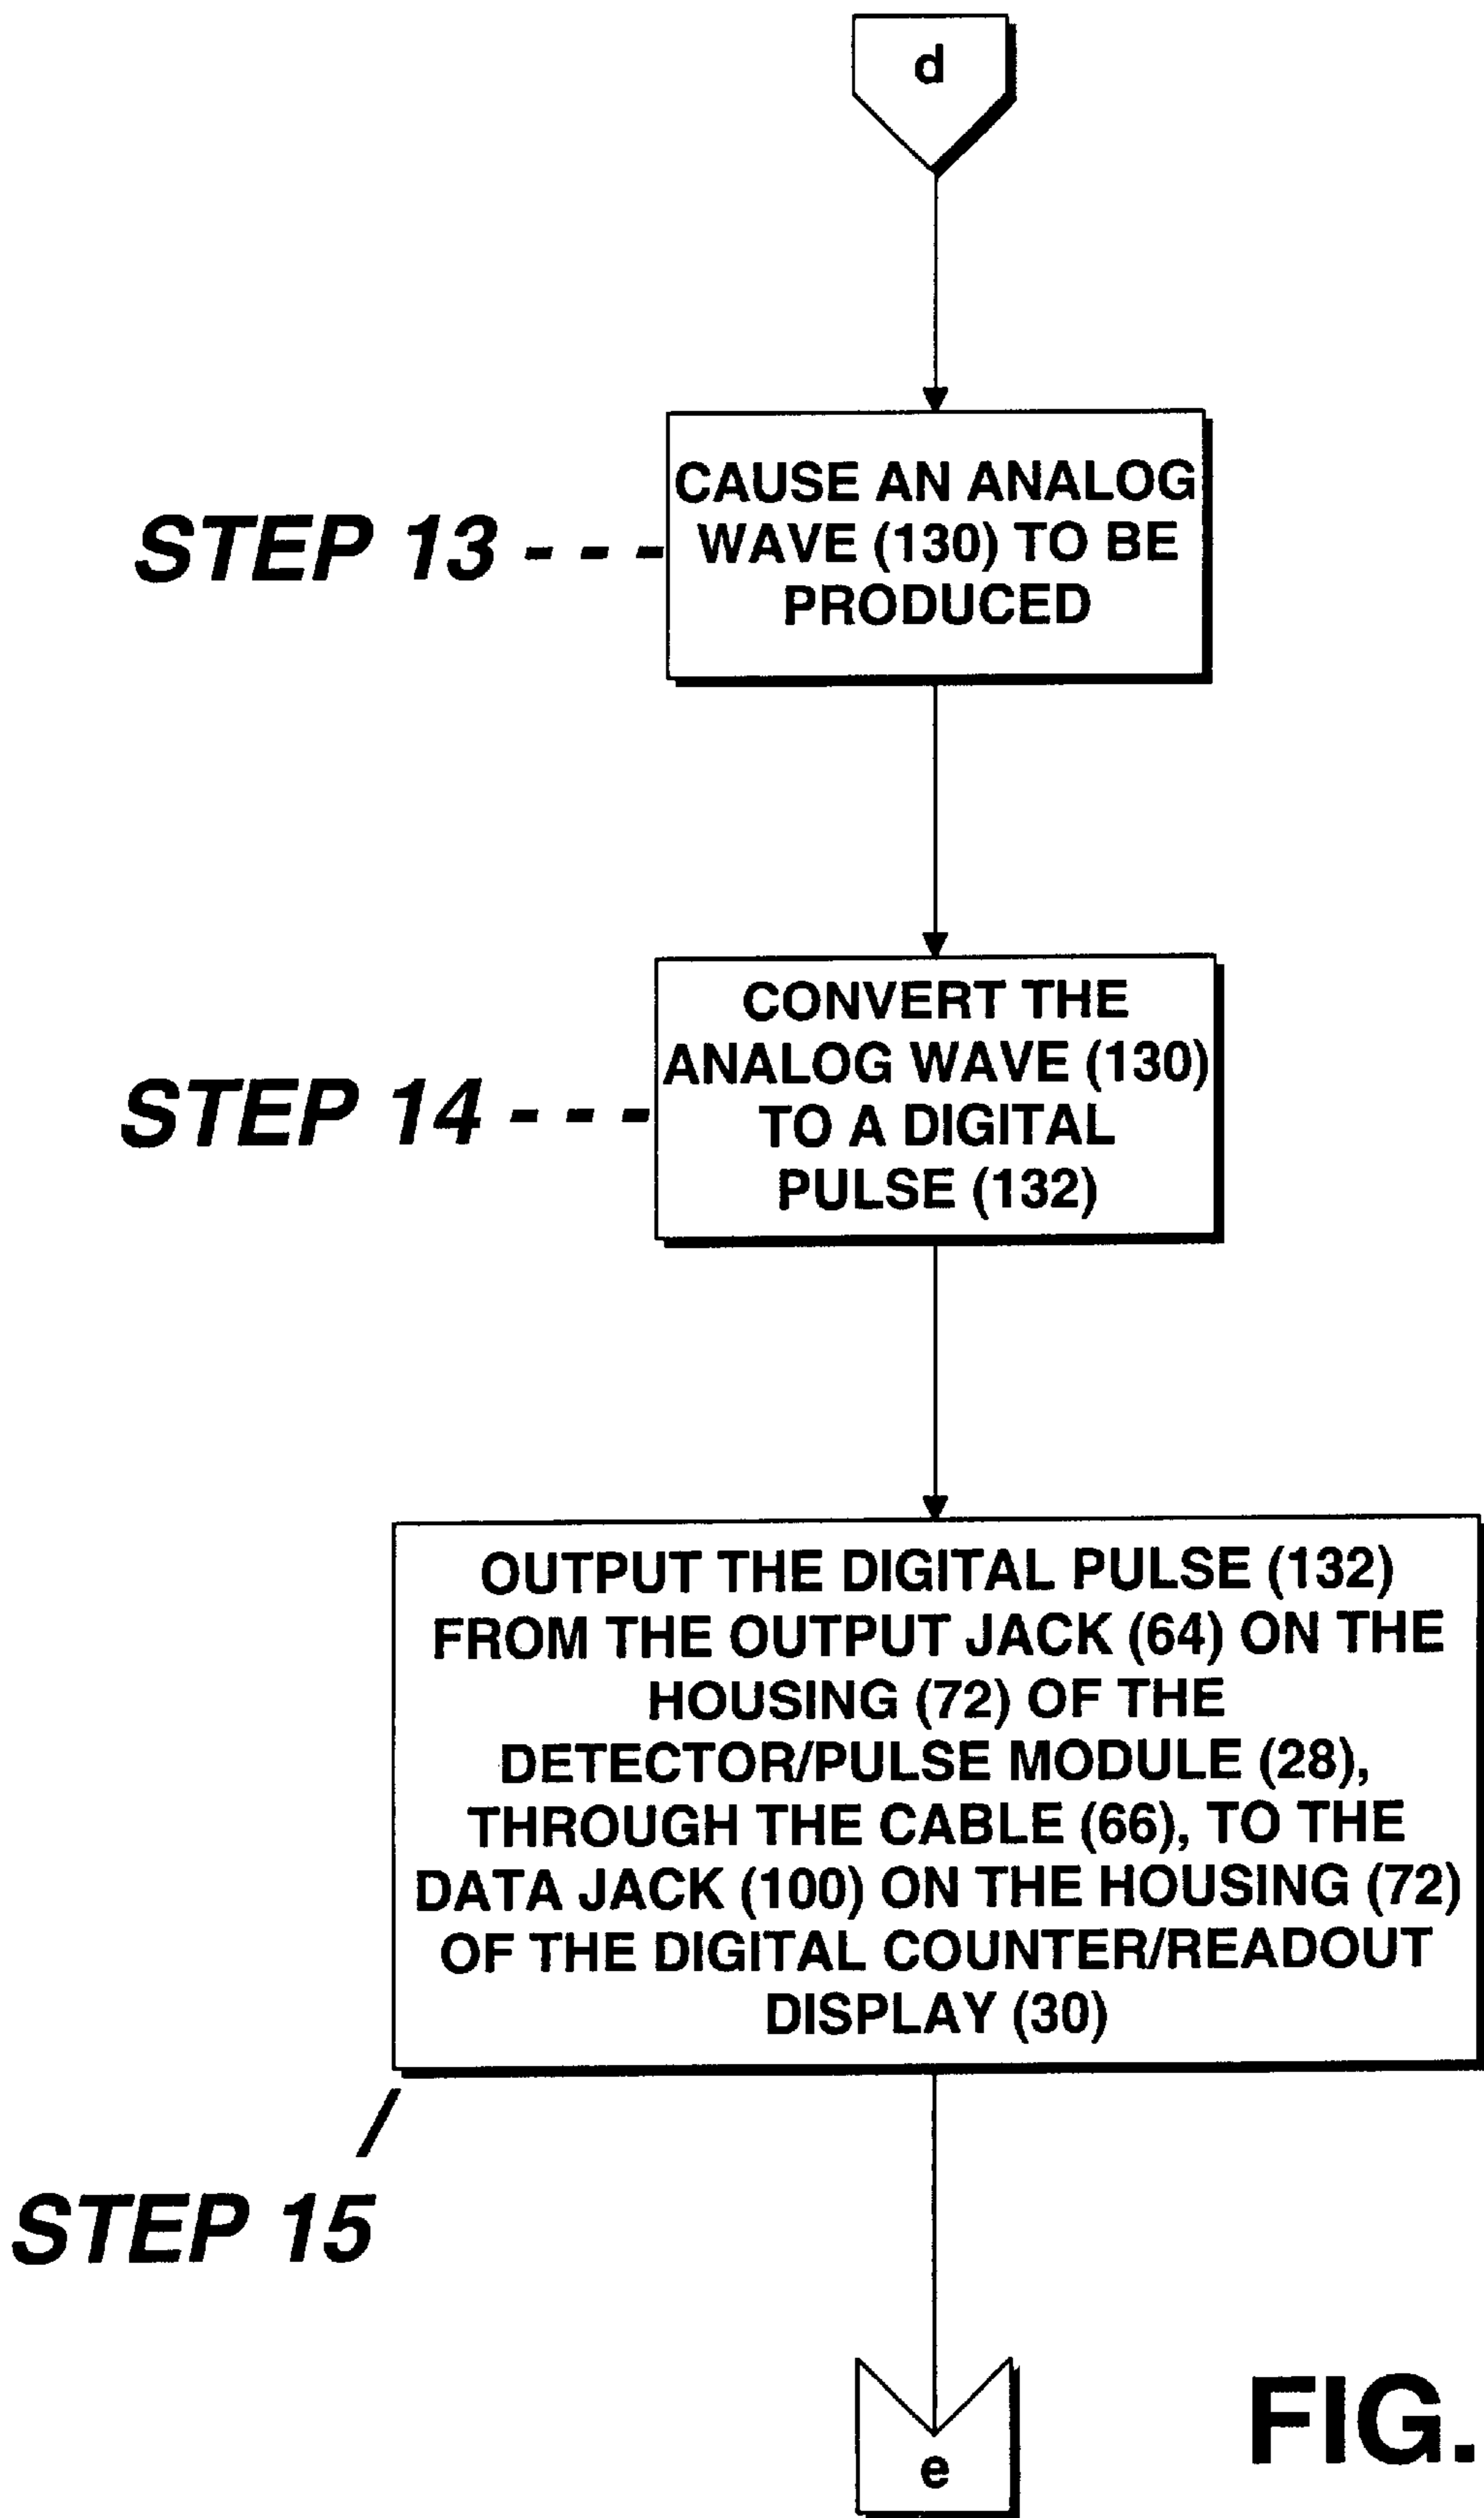 d
CAUSE AN ANALOG
WAVE (130) TO BE
PRODUCED
STEP 13
CONVERT THE
ANALOG WAVE (130)
TO A DIGITAL
PULSE (132)
STEP 14
OUTPUT THE DIGITAL PULSE (132)
FROM THE OUTPUT JACK (64) ON THE
HOUSING (72) OF THE
DETECTOR/PULSE MODULE (28),
THROUGH THE CABLE (66), TO THE
DATA JACK (100) ON THE HOUSING (72)
OF THE DIGITAL COUNTER/READOUT
DISPLAY (30)
STEP 15
e
FIG.